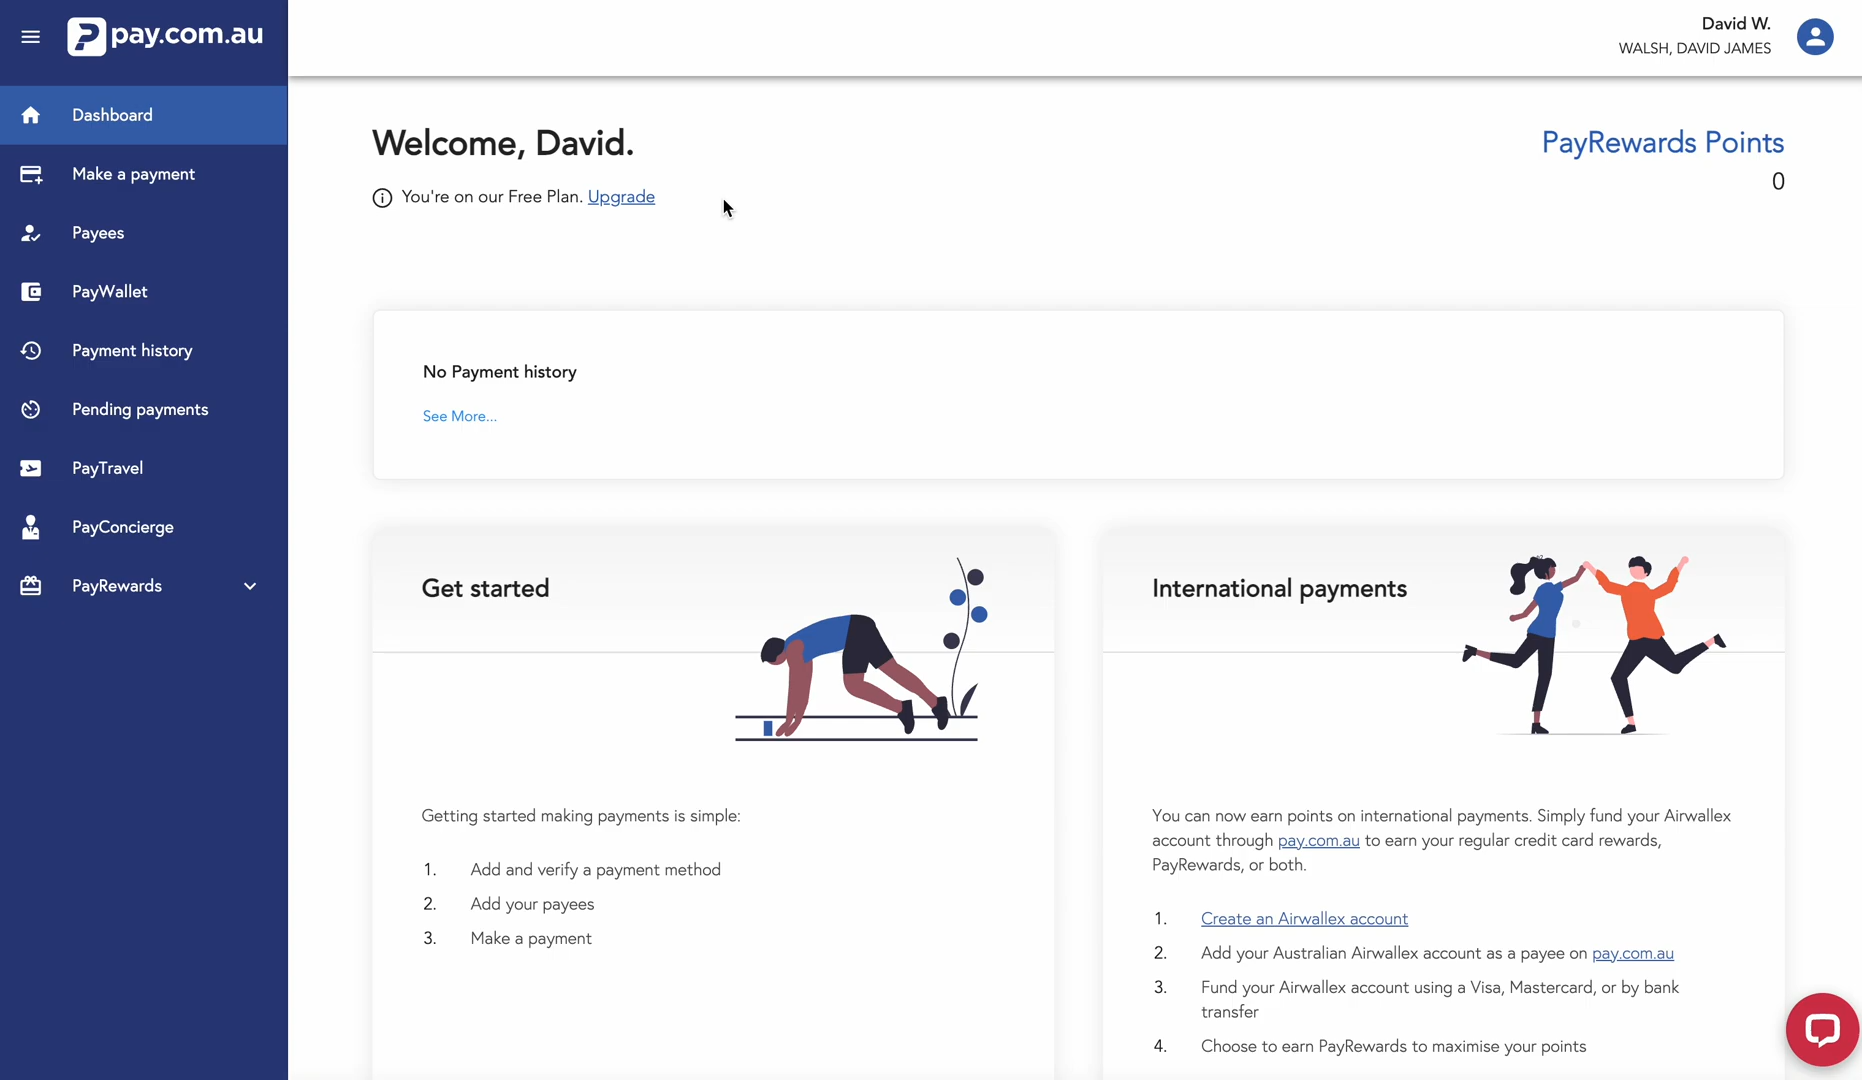 pay.com.au
David W.
WALSH, DAVID JAMES
Dashboard
Make a payment
Payees
PayWallet
Payment history
Pending payments
PayTravel
PayConcierge
PayRewards
Welcome, David.
You're on our Free Plan. Upgrade
PayRewards Points
0
No Payment history
See More...
Get started
Getting started making payments is simple:
1. Add and verify a payment method
2. Add your payees
3. Make a payment
International payments
You can now earn points on international payments. Simply fund your Airwallex
account through pay.com.au to earn your regular credit card rewards,
PayRewards, or both.
1. Create an Airwallex account
2. Add your Australian Airwallex account as a payee on pay.com.au
3. Fund your Airwallex account using a Visa, Mastercard, or by bank
transfer
4. Choose to earn PayRewards to maximise your points